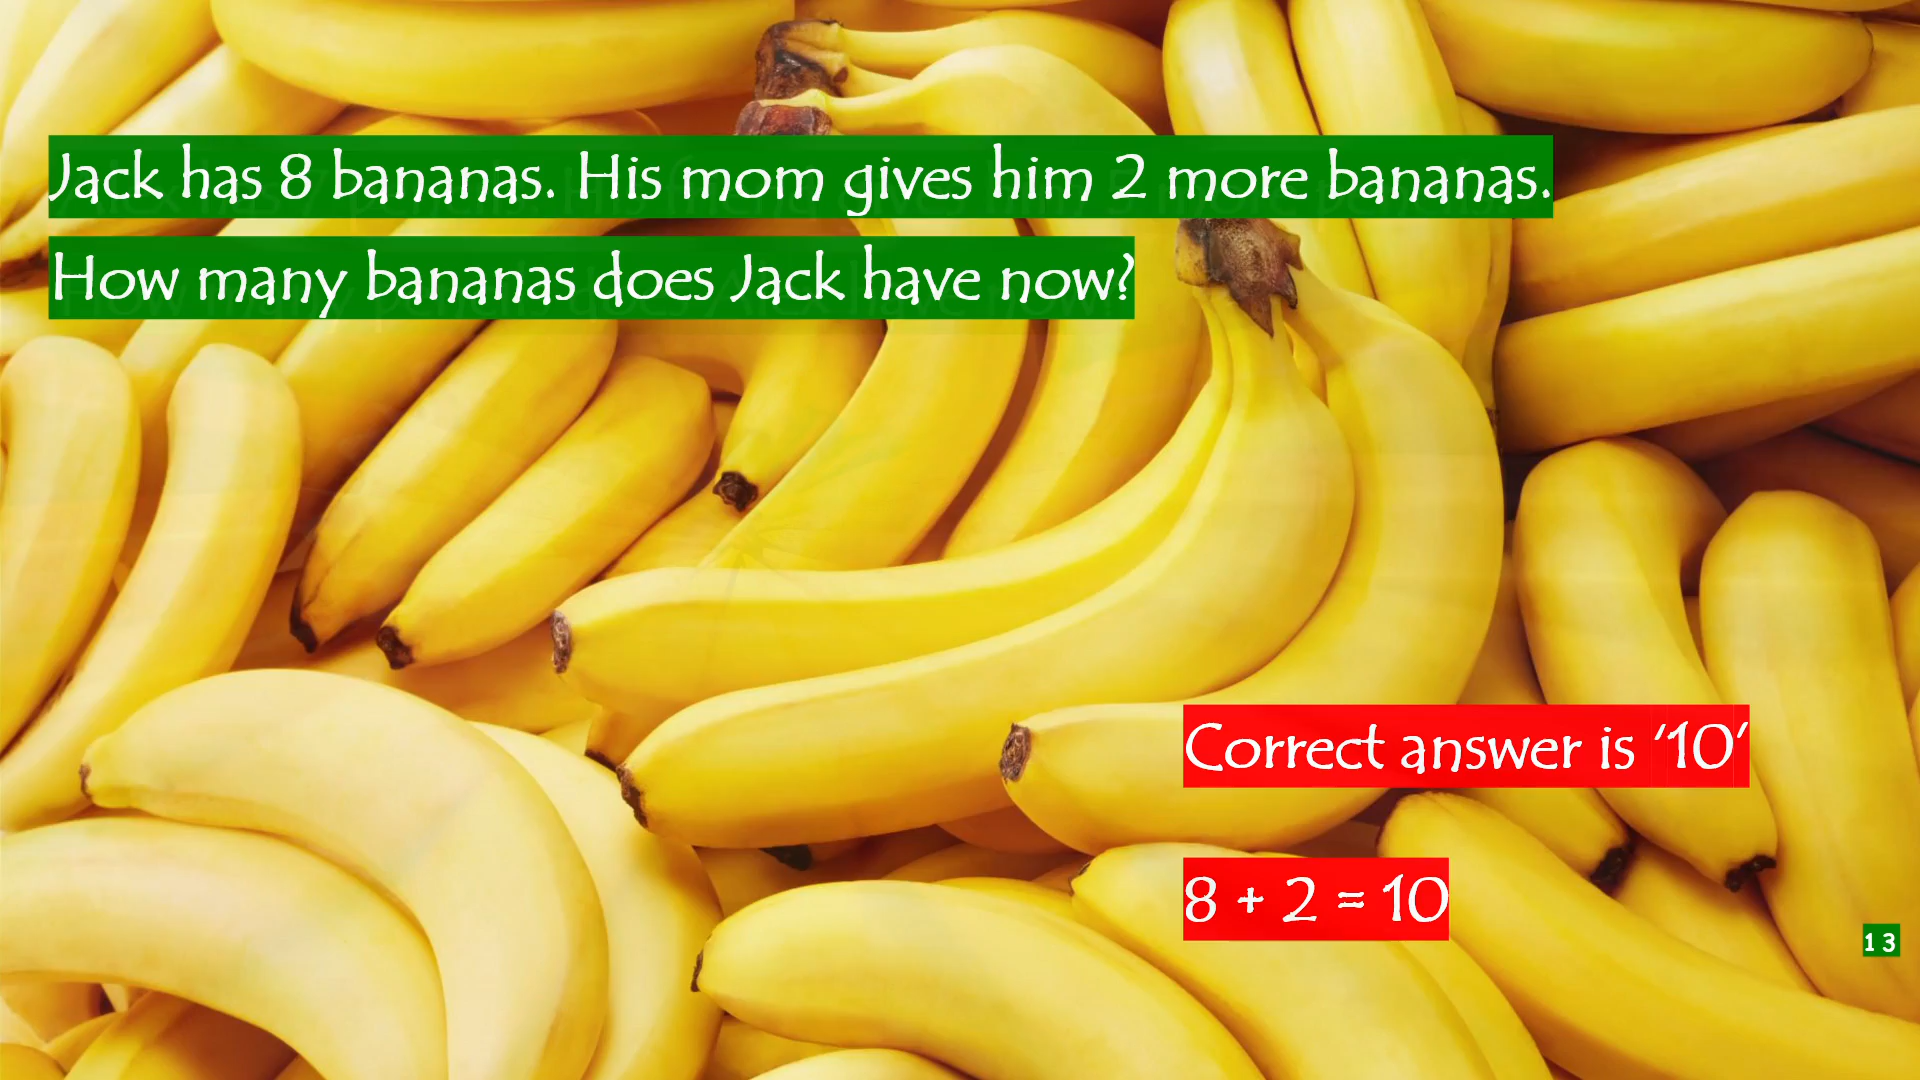 Jack has 8 bananas. His mom gives him 2 more bananas.
How many bananas does Jack have now?
Correct answer is ‘10’
8 + 2 = 10
13